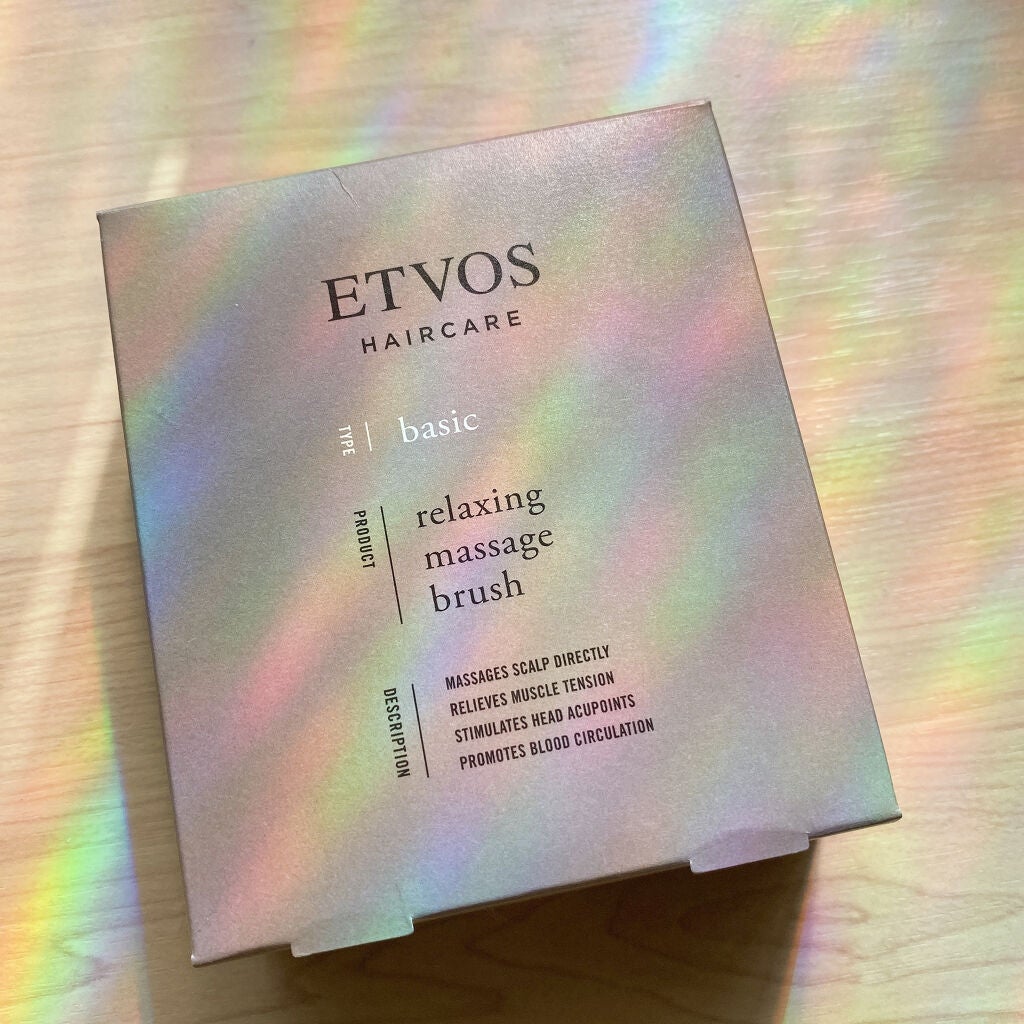 ETVOS
HAIRCARE
TYPE
basic
PRODUCT
relaxing
massage
brush
DESCRIPTION
MASSAGES SCALP DIRECTLY
RELIEVES MUSCLE TENSION
STIMULATES HEAD ACUPOINTS
PROMOTES BLOOD CIRCULATION